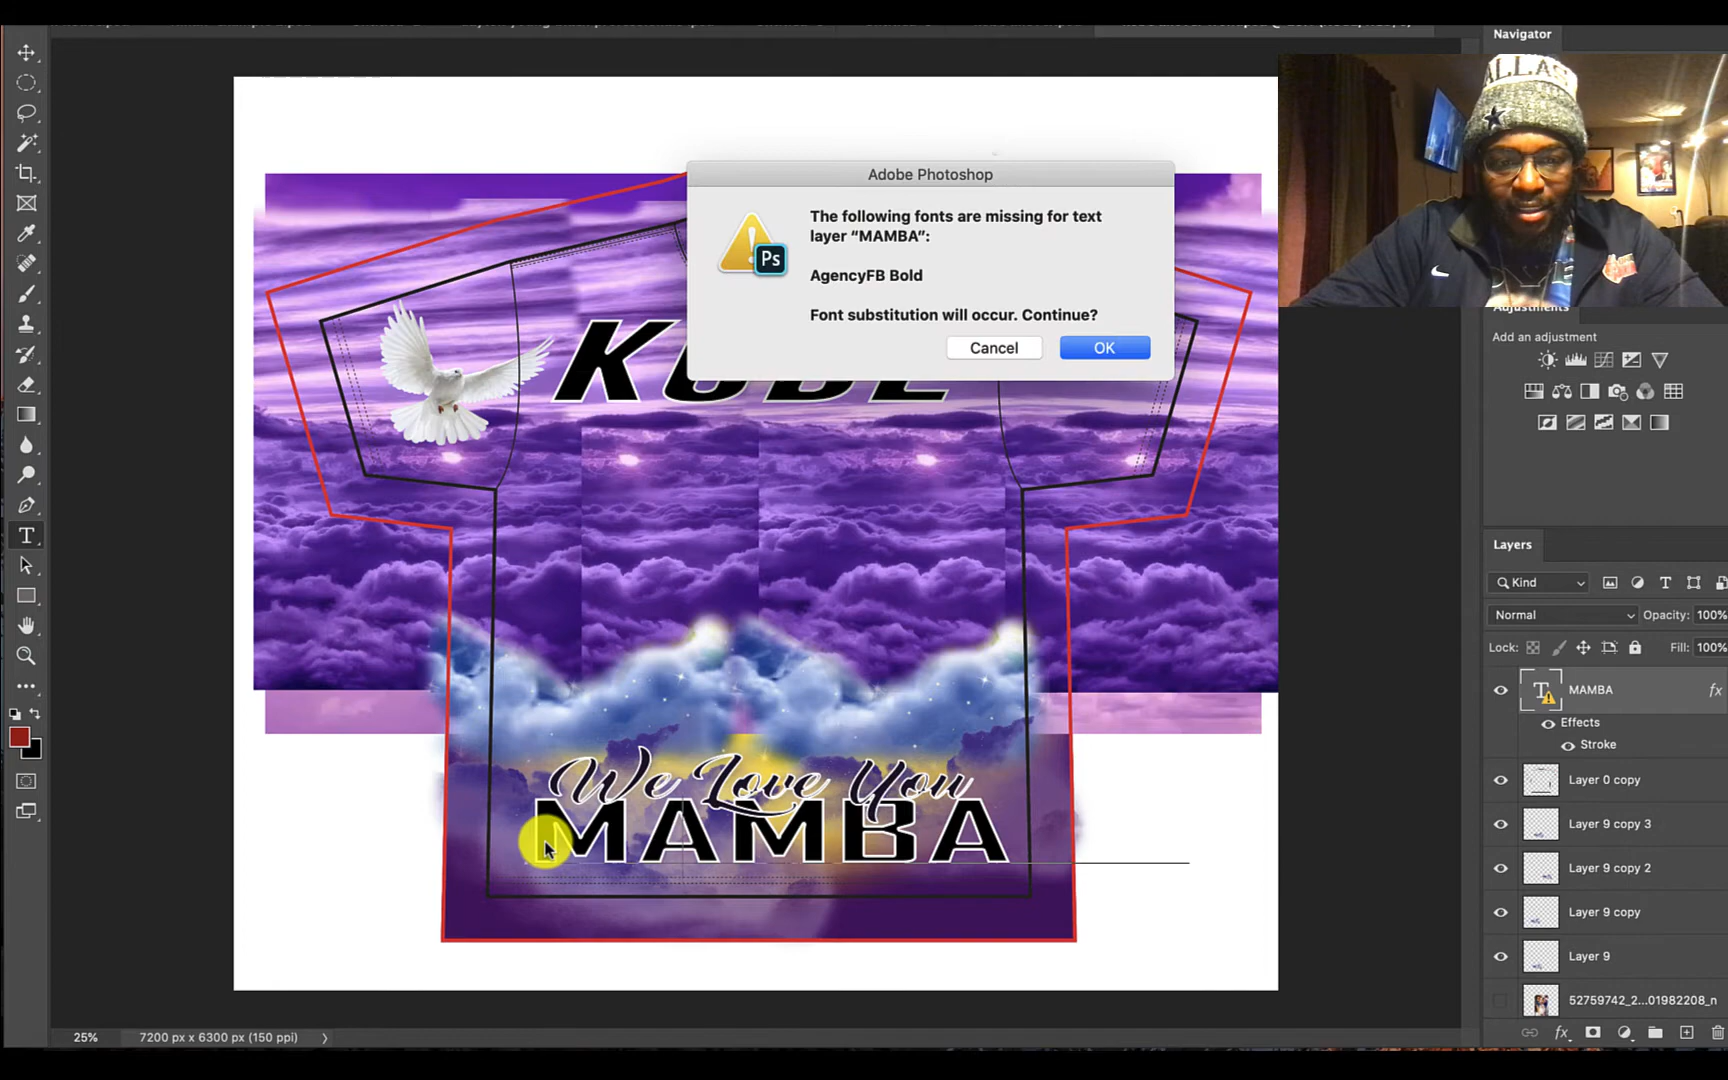 Navigator
ALLAS
Adobe Photoshop
The following fonts are missing for text
layer “MAMBA”:
AgencyFB Bold
Font substitution will occur. Continue?
Cancel
OK
Ps
KOBE
Adjustments
Add an adjustment
Layers
Kind
Normal
Opacity: 100%
Lock:
Fill: 100%
T
MAMBA
fx
Effects
Stroke
Layer 0 copy
Layer 9 copy 3
Layer 9 copy 2
Layer 9 copy
Layer 9
52759742_2...01982208_n
fx
We Love You
MAMBA
25%
7200 px x 6300 px (150 ppi)